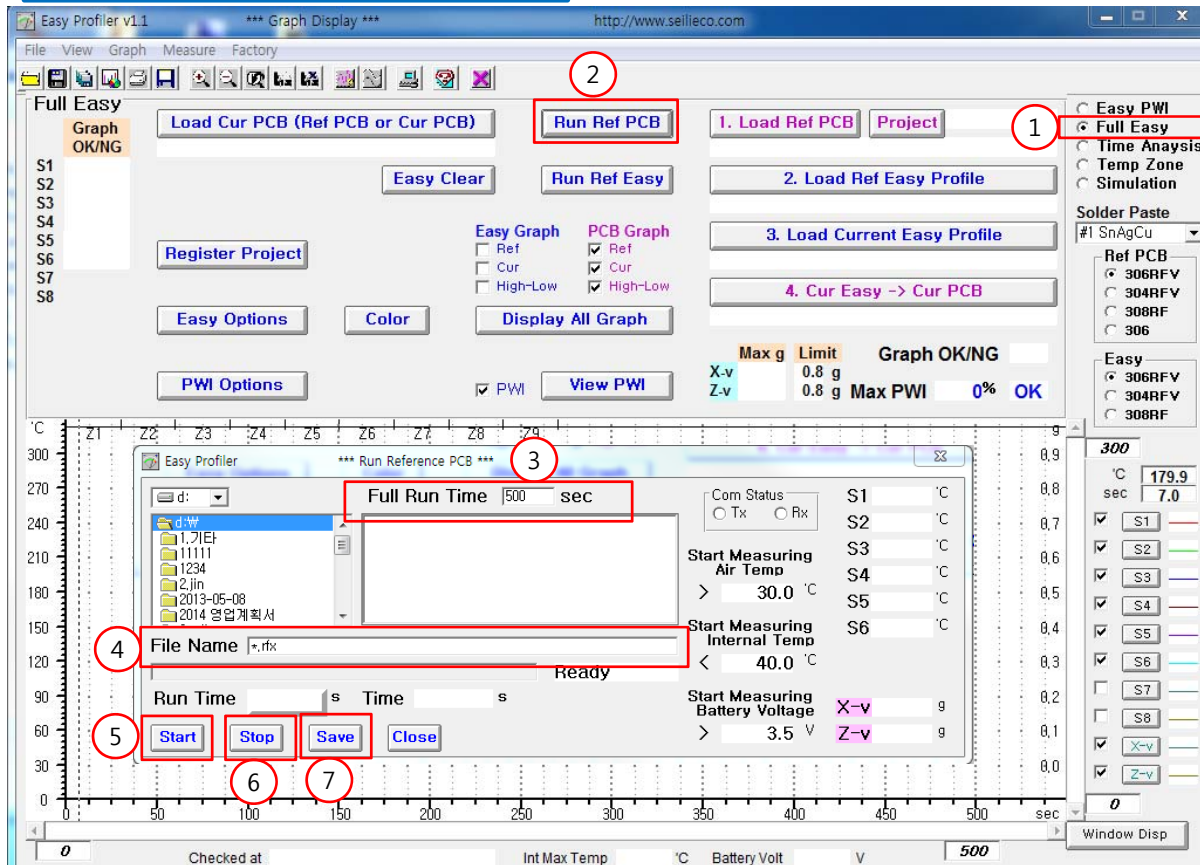 Easy Profiler v1.1 *** Graph Display *** http://www.seilieco.com
File View Graph Measure Factory
2
Full Easy
Graph OK/NG
S1
S2
S3
S4
S5
S6
S7
S8
Load Cur PCB (Ref PCB or Cur PCB)
Run Ref PCB
1. Load Ref PCB
Project
Easy Clear
Run Ref Easy
2. Load Ref Easy Profile
Easy Graph
Ref
Cur
High-Low
PCB Graph
Ref
Cur
High-Low
3. Load Current Easy Profile
Register Project
4. Cur Easy -> Cur PCB
Easy Options
Color
Display All Graph
PWI Options
PWI
View PWI
Max g Limit Graph OK/NG
X-v 0.8 g
Z-v 0.8 g Max PWI 0% OK
1
Easy PWI
Full Easy
Time Anaysis
Temp Zone
Simulation
Solder Paste
#1 SnAgCu
Ref PCB
306RFV
304RFV
308RF
306
Easy
306RFV
304RFV
308RF
℃ Z1 Z2 Z3 Z4 Z5 Z6 Z7 Z8 Z9 g
300
270
240
210
180
150
120
90
60
30
0
Easy Profiler *** Run Reference PCB ***
3
d:
Full Run Time 500 sec
d:₩
1.기타
11111
1234
2.jin
2013-05-08
2014 영업계획서
Com Status
Tx Rx
Start Measuring Air Temp
> 30.0 ℃
Start Measuring Internal Temp
< 40.0 ℃
Start Measuring Battery Voltage
> 3.5 V
S1 ℃
S2 ℃
S3 ℃
S4 ℃
S5 ℃
S6 ℃
X-v g
Z-v g
4
File Name *.rfx
Ready
Run Time s Time s
5
Start
Stop
Save
Close
6
7
0.9
0.8
0.7
0.6
0.5
0.4
0.3
0.2
0.1
0.0
0 50 100 150 200 250 300 350 400 450 500 sec
300
℃ 179.9
sec 7.0
S1
S2
S3
S4
S5
S6
S7
S8
X-v
Z-v
0
Window Disp
0 500
Checked at Int Max Temp ℃ Battery Volt V